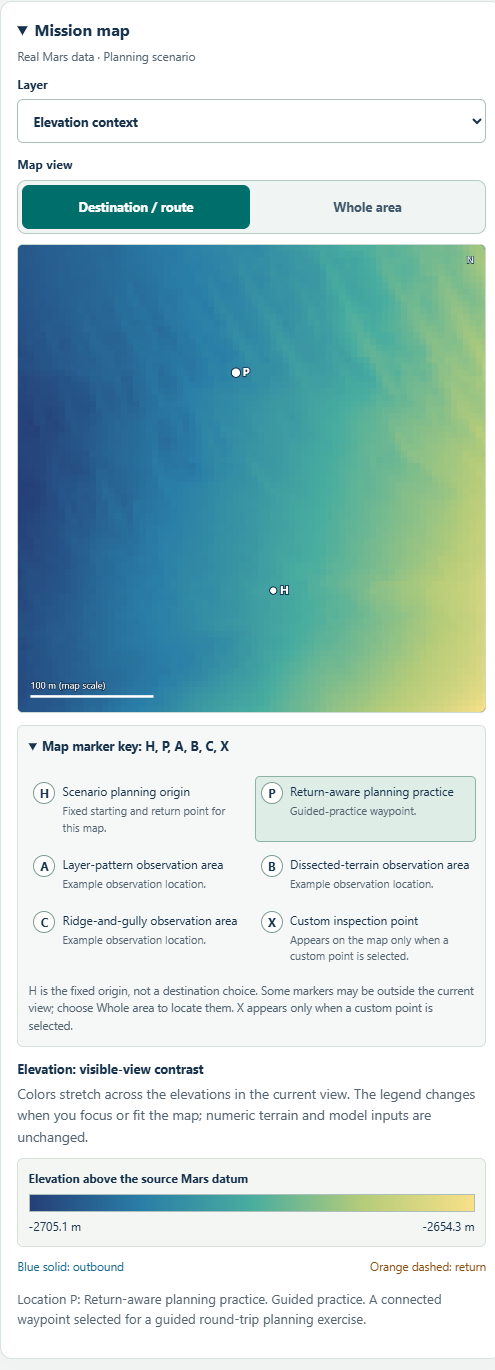 ▼ Mission map
Real Mars data · Planning scenario
Layer
Elevation context
Map view
Destination / route
Whole area
N
P
H
100 m (map scale)
▼ Map marker key: H, P, A, B, C, X
H Scenario planning origin
Fixed starting and return point for
this map.
P Return-aware planning practice
Guided-practice waypoint.
A Layer-pattern observation area
Example observation location.
B Dissected-terrain observation area
Example observation location.
C Ridge-and-gully observation area
Example observation location.
X Custom inspection point
Appears on the map only when a
custom point is selected.
H is the fixed origin, not a destination choice. Some markers may be outside the current
view; choose Whole area to locate them. X appears only when a custom point is
selected.
Elevation: visible-view contrast
Colors stretch across the elevations in the current view. The legend changes
when you focus or fit the map; numeric terrain and model inputs are
unchanged.
Elevation above the source Mars datum
-2705.1 m
-2654.3 m
Blue solid: outbound
Orange dashed: return
Location P: Return-aware planning practice. Guided practice. A connected
waypoint selected for a guided round-trip planning exercise.